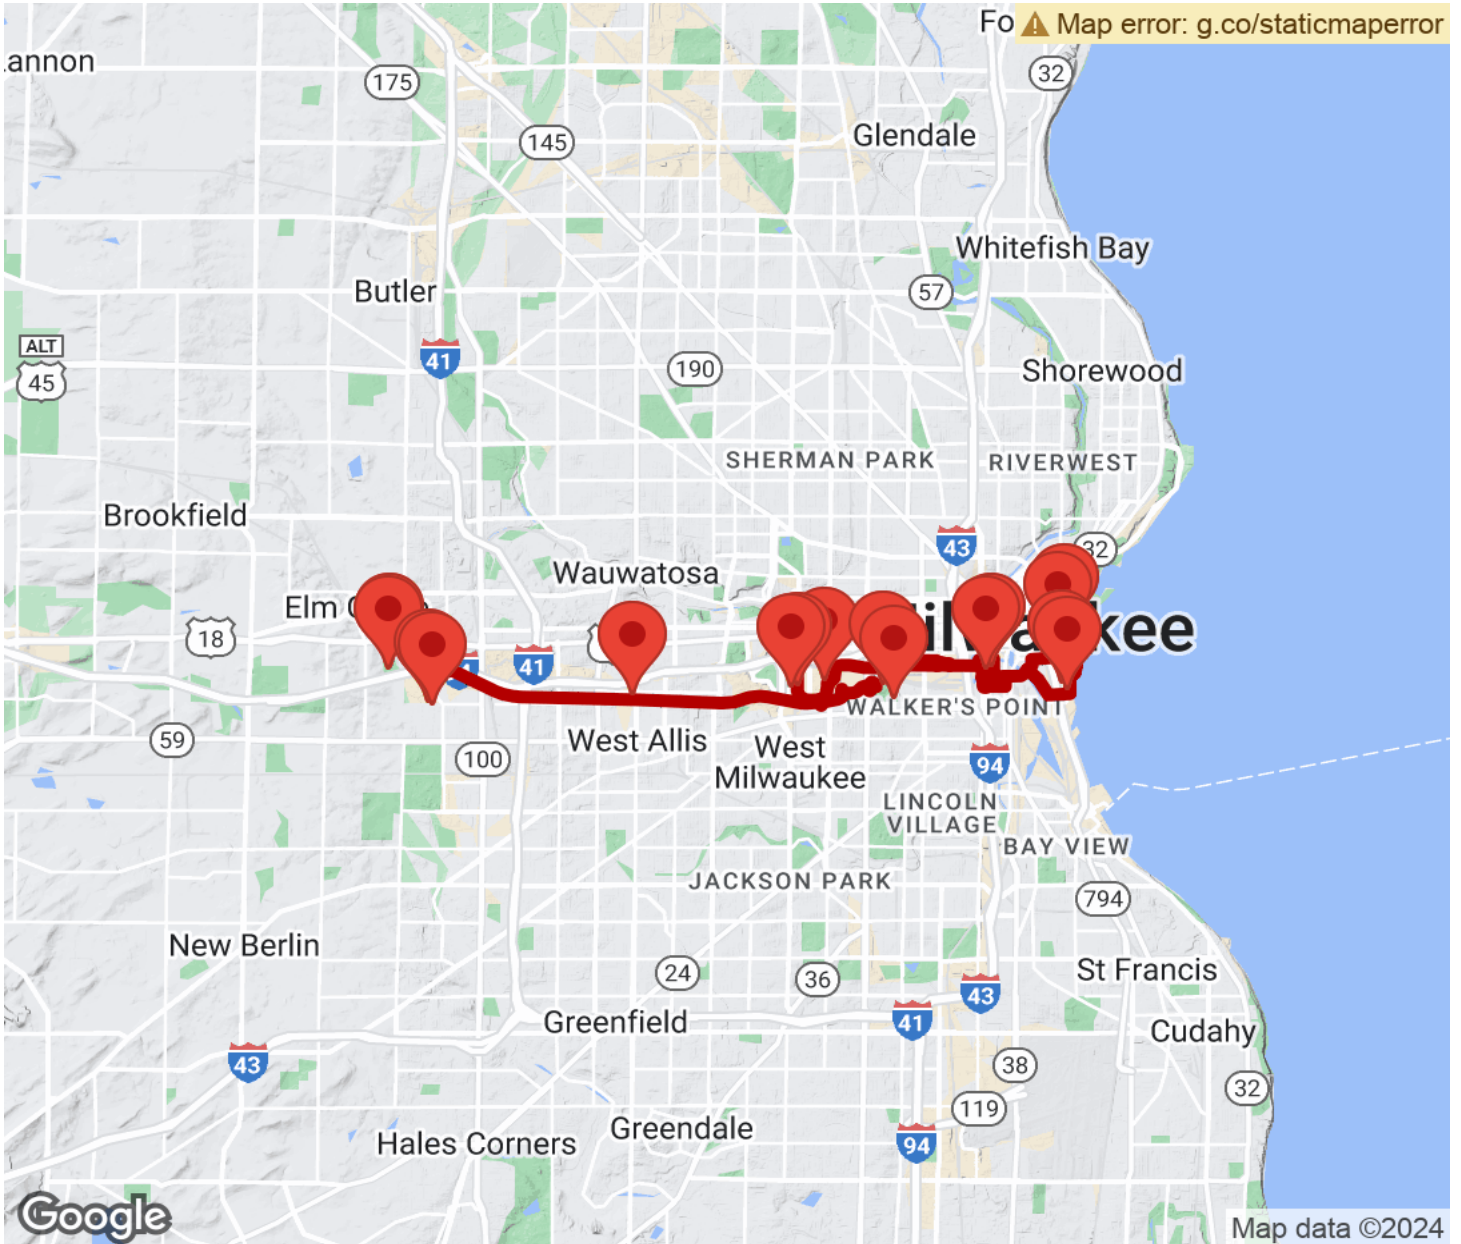 Fo
Map error: g.co/staticmaperror
annon
175
32
145
Glendale
Whitefish Bay
57
Butler
ALT
45
41
190
Shorewood
SHERMAN PARK
RIVERWEST
Brookfield
43
32
Wauwatosa
Elm
18
41
WALKER'S POINT
59
West Allis
100
West
Milwaukee
94
LINCOLN
VILLAGE
BAY VIEW
JACKSON PARK
794
New Berlin
24
36
St Francis
43
Greenfield
41
Cudahy
43
38
32
119
Greendale
Hales Corners
94
Google
Map data ©2024